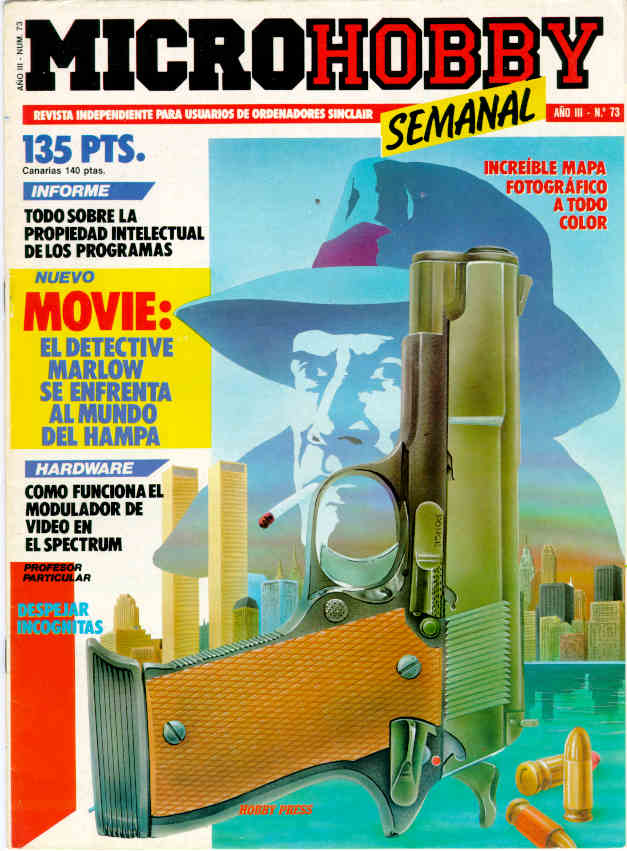 AÑO III - NUM. 73
MICROHOBBY
SEMANAL
REVISTA INDEPENDIENTE PARA USUARIOS DE ORDENADORES SINCLAIR
AÑO III - N.º 73
135 PTS.
Canarias 140 ptas.
INCREÍBLE MAPA
FOTOGRÁFICO
A TODO
COLOR
INFORME
TODO SOBRE LA
PROPIEDAD INTELECTUAL
DE LOS PROGRAMAS
NUEVO
MOVIE:
EL DETECTIVE
MARLOW
SE ENFRENTA
AL MUNDO
DEL HAMPA
HARDWARE
COMO FUNCIONA EL
MODULADOR DE
VIDEO EN
EL SPECTRUM
PROFESOR
PARTICULAR
DESPEJAR
INCOGNITAS
HOBBY PRESS